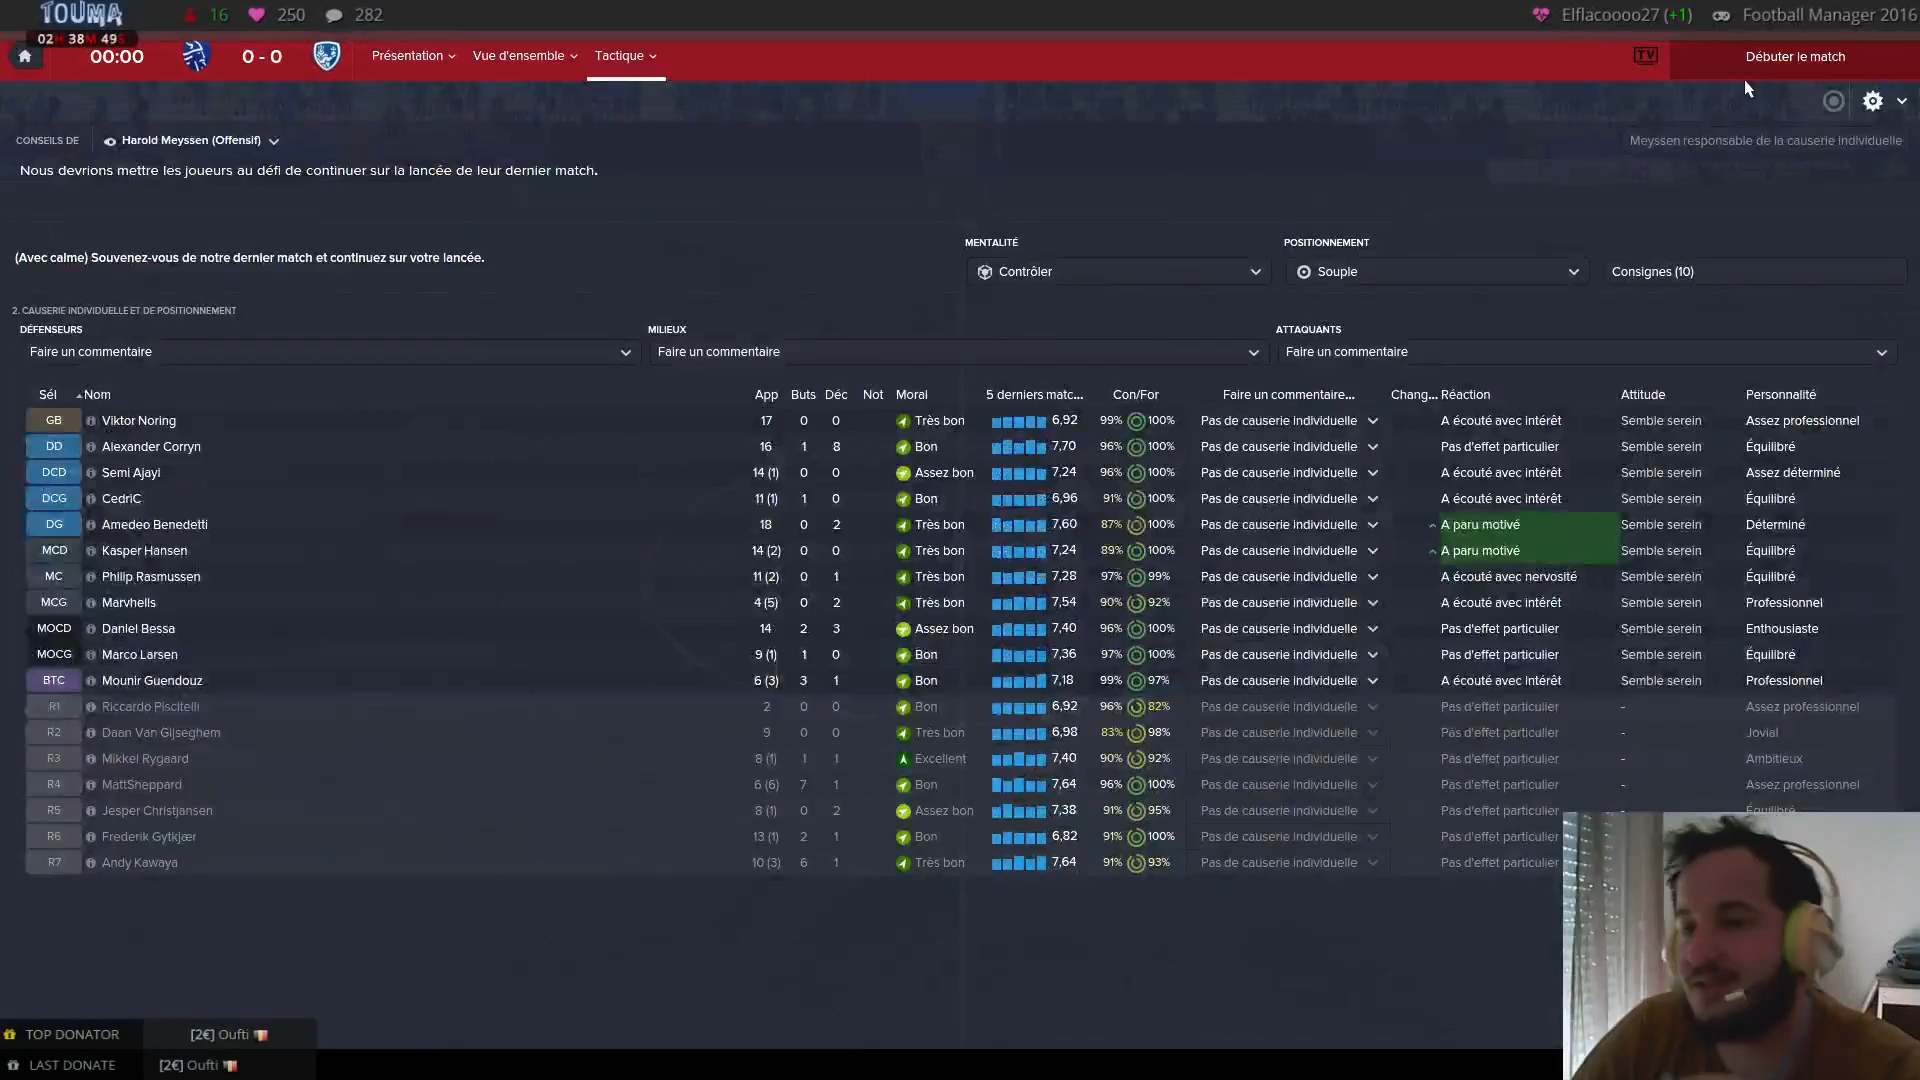 TOUMA 16 250 282 Elflacoooo27 (+1) Football Manager 2016
02H 38M 49S
00:00 0 - 0 Présentation Vue d'ensemble Tactique TV Débuter le match
CONSEILS DE Harold Meyssen (Offensif) Meyssen responsable de la causerie individuelle
Nous devrions mettre les joueurs au défi de continuer sur la lancée de leur dernier match.
MENTALITÉ POSITIONNEMENT
(Avec calme) Souvenez-vous de notre dernier match et continuez sur votre lancée.
Contrôler Souple Consignes (10)
2. CAUSERIE INDIVIDUELLE ET DE POSITIONNEMENT
DÉFENSEURS MILIEUX ATTAQUANTS
Faire un commentaire Faire un commentaire Faire un commentaire
Sél Nom App Buts Déc Not Moral 5 derniers matc... Con/For Faire un commentaire... Chang... Réaction Attitude Personnalité
GB Viktor Noring 17 0 0 Très bon 6,92 99% 100% Pas de causerie individuelle A écouté avec intérêt Semble serein Assez professionnel
DD Alexander Corryn 16 1 8 Bon 7,70 96% 100% Pas de causerie individuelle Pas d'effet particulier Semble serein Équilibré
DCD Semi Ajayi 14 (1) 0 0 Assez bon 7,24 96% 100% Pas de causerie individuelle A écouté avec intérêt Semble serein Assez déterminé
DCG CedriC 11 (1) 1 0 Bon 6,96 91% 100% Pas de causerie individuelle A écouté avec intérêt Semble serein Équilibré
DG Amedeo Benedetti 18 0 2 Très bon 7,60 87% 100% Pas de causerie individuelle A paru motivé Semble serein Déterminé
MCD Kasper Hansen 14 (2) 0 0 Très bon 7,24 89% 100% Pas de causerie individuelle A paru motivé Semble serein Équilibré
MC Philip Rasmussen 11 (2) 0 1 Très bon 7,28 97% 99% Pas de causerie individuelle A écouté avec nervosité Semble serein Équilibré
MCG Marvhells 4 (5) 0 2 Très bon 7,54 90% 92% Pas de causerie individuelle A écouté avec intérêt Semble serein Professionnel
MOCD Daniel Bessa 14 2 3 Assez bon 7,40 96% 100% Pas de causerie individuelle Pas d'effet particulier Semble serein Enthousiaste
MOCG Marco Larsen 9 (1) 1 0 Bon 7,36 97% 100% Pas de causerie individuelle Pas d'effet particulier Semble serein Équilibré
BTC Mounir Guendouz 6 (3) 3 1 Bon 7,18 99% 97% Pas de causerie individuelle A écouté avec intérêt Semble serein Professionnel
R1 Riccardo Piscitelli 2 0 0 Bon 6,92 96% 82% Pas de causerie individuelle Pas d'effet particulier - Assez professionnel
R2 Daan Van Gijseghem 9 0 0 Très bon 6,98 83% 98% Pas de causerie individuelle Pas d'effet particulier - Jovial
R3 Mikkel Rygaard 8 (1) 1 1 Excellent 7,40 90% 92% Pas de causerie individuelle Pas d'effet particulier - Ambitieux
R4 MattSheppard 6 (6) 7 1 Bon 7,64 96% 100% Pas de causerie individuelle Pas d'effet particulier - Assez professionnel
R5 Jesper Christjansen 8 (1) 0 2 Assez bon 7,38 91% 95% Pas de causerie individuelle Pas d'effet particulier - Équilibré
R6 Frederik Gytkjær 13 (1) 2 1 Bon 6,82 91% 100% Pas de causerie individuelle Pas d'effet particulier
R7 Andy Kawaya 10 (3) 6 1 Très bon 7,64 91% 93% Pas de causerie individuelle Pas d'effet particulier
TOP DONATOR [2€] Oufti
LAST DONATE [2€] Oufti